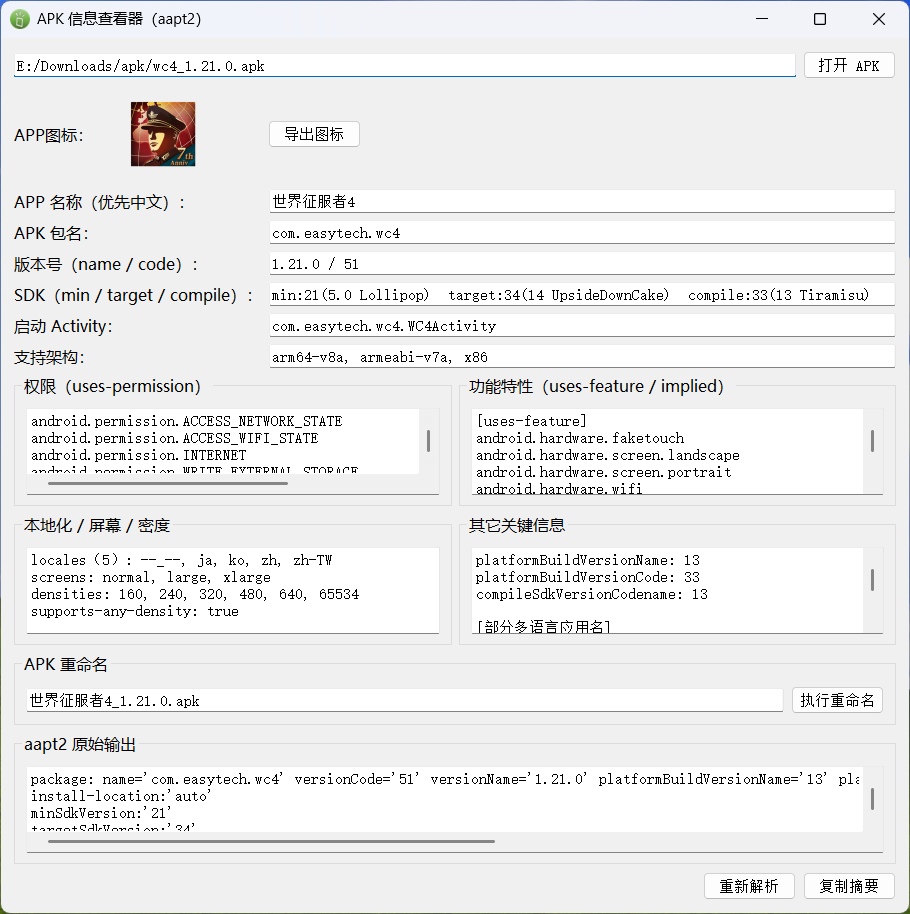 APK 信息查看器（aapt2）
E:/Downloads/apk/wc4_1.21.0.apk
打开 APK
APP图标：
7th
Anniv
导出图标
APP 名称（优先中文）：
世界征服者4
APK 包名：
com.easytech.wc4
版本号（name / code）：
1.21.0 / 51
SDK（min / target / compile）：
min:21(5.0 Lollipop)  target:34(14 UpsideDownCake)  compile:33(13 Tiramisu)
启动 Activity：
com.easytech.wc4.WC4Activity
支持架构：
arm64-v8a, armeabi-v7a, x86
权限（uses-permission）
android.permission.ACCESS_NETWORK_STATE
android.permission.ACCESS_WIFI_STATE
android.permission.INTERNET
android.permission.WRITE_EXTERNAL_STORAGE
功能特性（uses-feature / implied）
[uses-feature]
android.hardware.faketouch
android.hardware.screen.landscape
android.hardware.screen.portrait
android.hardware.wifi
本地化 / 屏幕 / 密度
locales（5）: --_--, ja, ko, zh, zh-TW
screens: normal, large, xlarge
densities: 160, 240, 320, 480, 640, 65534
supports-any-density: true
其它关键信息
platformBuildVersionName: 13
platformBuildVersionCode: 33
compileSdkVersionCodename: 13
[部分多语言应用名]
APK 重命名
世界征服者4_1.21.0.apk
执行重命名
aapt2 原始输出
package: name='com.easytech.wc4' versionCode='51' versionName='1.21.0' platformBuildVersionName='13' pla
install-location:'auto'
minSdkVersion:'21'
targetSdkVersion:'34'
重新解析
复制摘要